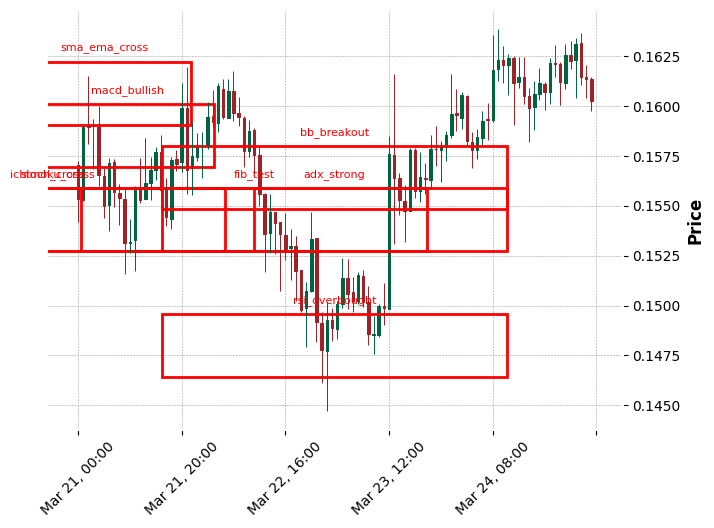 sma_ema_cross
macd_bullish
bb_breakout
fib_test
adx_strong
rsi_overbought
0.1625
0.1600
0.1575
0.1550
0.1525
0.1500
0.1475
0.1450
Price
Mar 21, 00:00
Mar 21, 20:00
Mar 22, 16:00
Mar 23, 12:00
Mar 24, 08:00